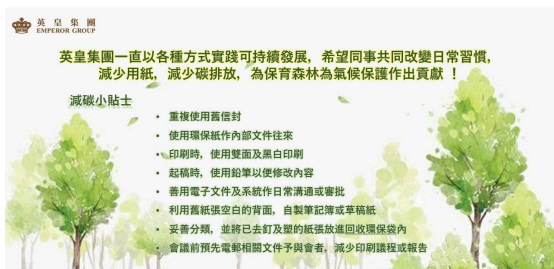 英皇集團
EMPEROR GROUP
英皇集團一直以各種方式實踐可持續發展，希望同事共同改變日常習慣，
減少用紙，減少碳排放，為保育森林為氣候保護作出貢獻！
減碳小貼士
• 重複使用舊信封
• 使用環保紙作內部文件往來
• 印刷時，使用雙面及黑白印刷
• 起稿時，使用鉛筆以便修改內容
• 善用電子文件及系統作日常溝通或審批
• 利用舊紙張空白的背面，自製筆記簿或草稿紙
• 妥善分類，並將已去釘及塑的紙張放進回收環保袋內
• 會議前預先電郵相關文件予與會者，減少印刷議程或報告